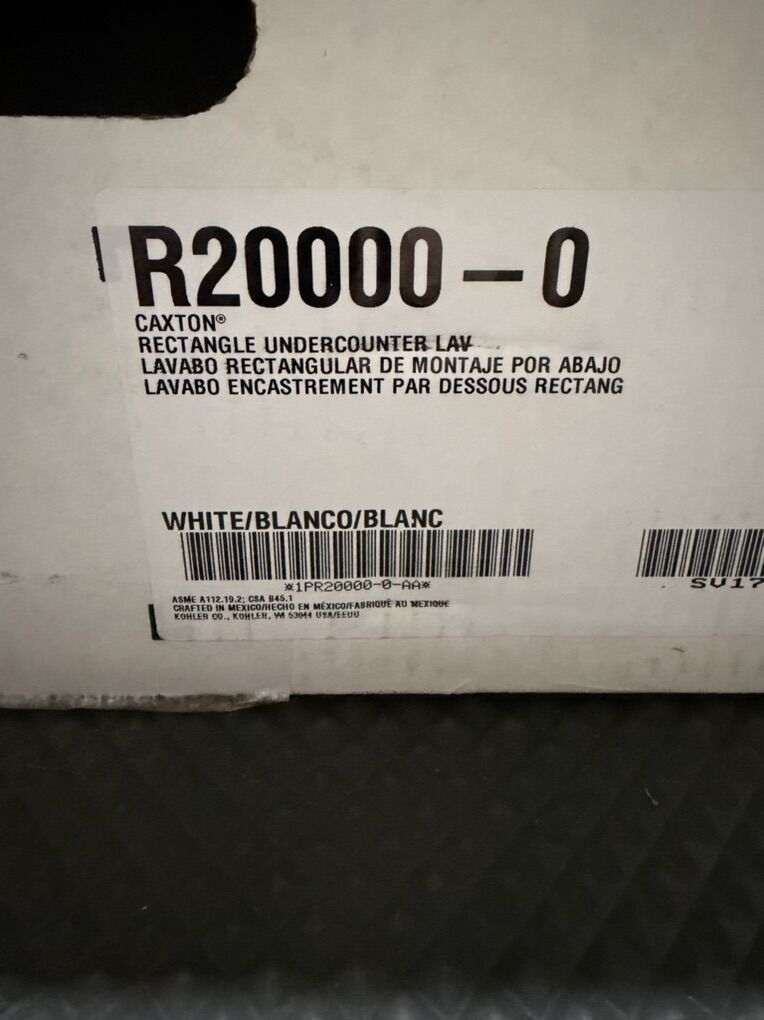 R20000-0
CAXTON®
RECTANGLE UNDERCOUNTER LAV
LAVABO RECTANGULAR DE MONTAJE POR ABAJO
LAVABO ENCASTREMENT PAR DESSOUS RECTANG
WHITE/BLANCO/BLANC
*1PR20000-0-AA*
SV17
ASME A112.19.2; CSA B45.1
CRAFTED IN MEXICO/HECHO EN MÉXICO/FABRIQUÉ AU MEXIQUE
KOHLER CO., KOHLER, WI 53044 USA/EEUU